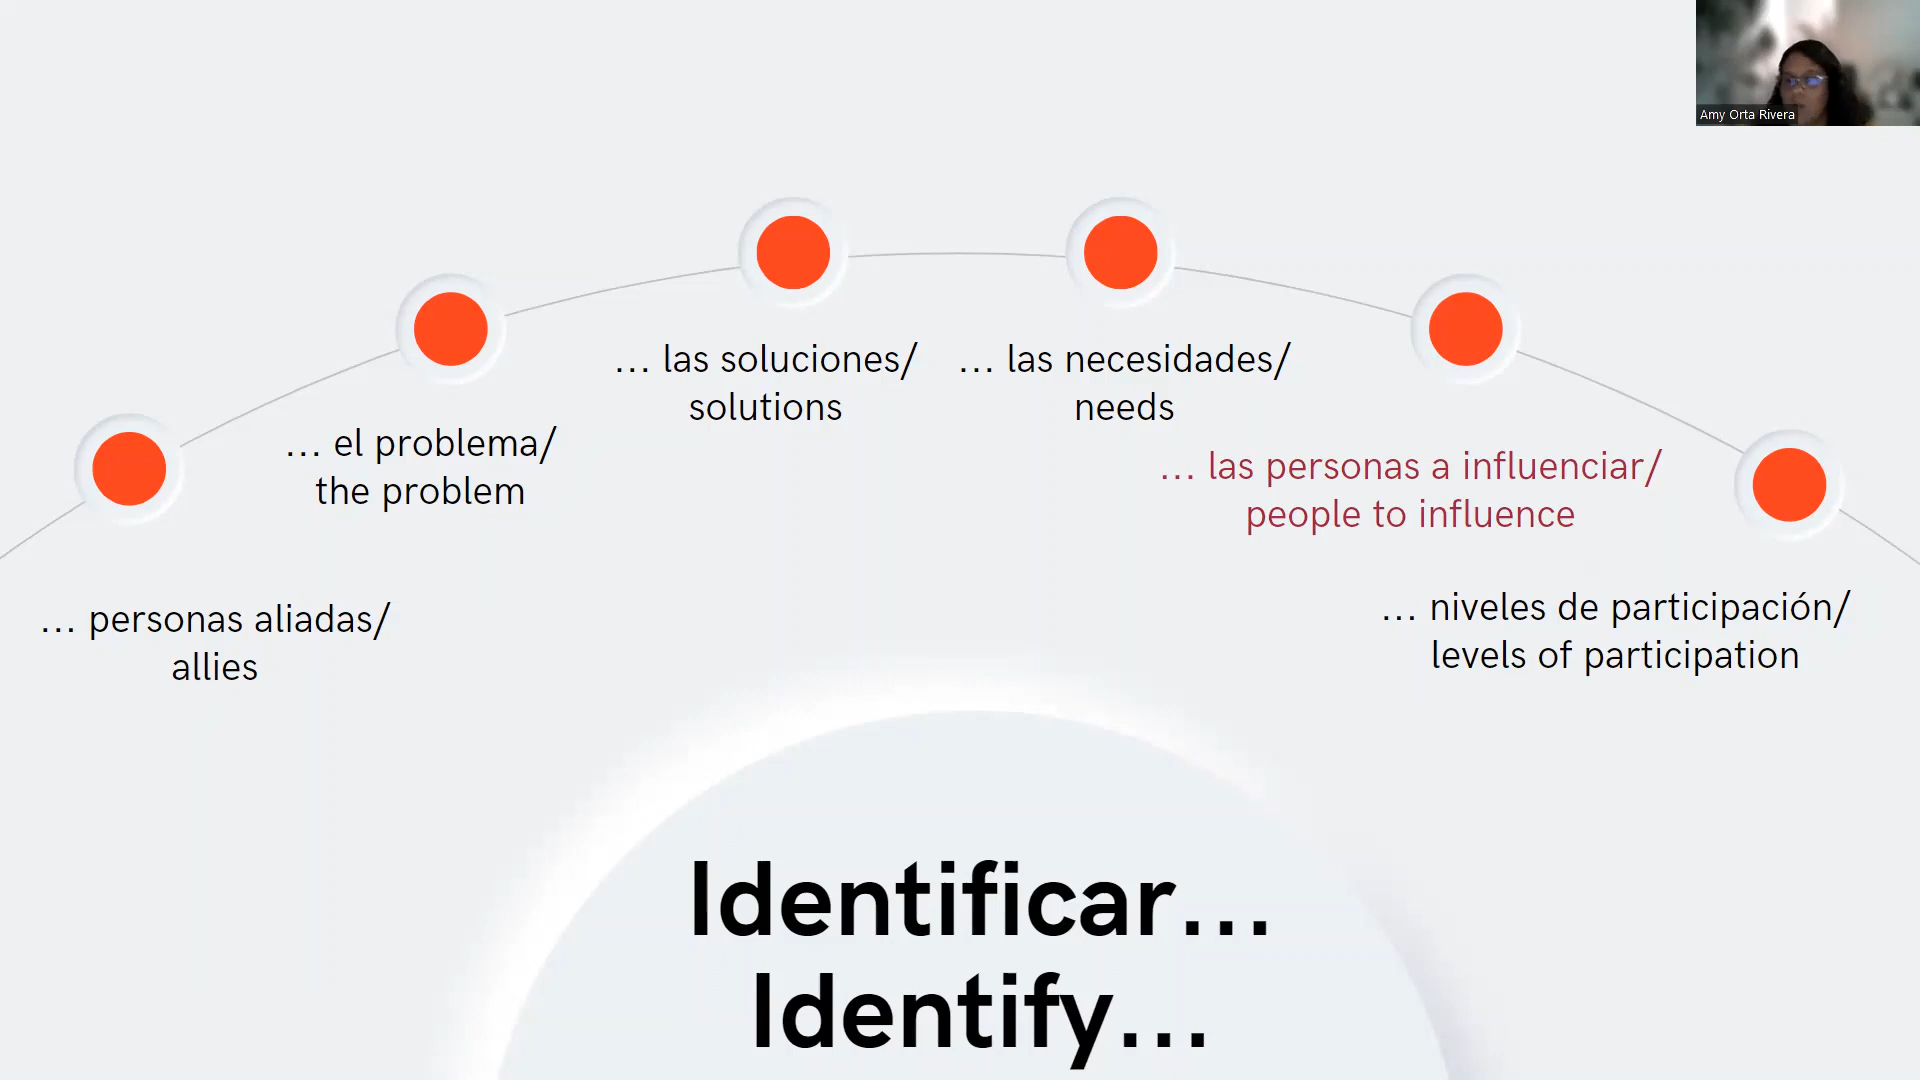 Amy Orta Rivera
... las soluciones/
solutions
... las necesidades/
needs
... el problema/
the problem
... las personas a influenciar/
people to influence
... personas aliadas/
allies
... niveles de participación/
levels of participation
Identificar...
Identify...